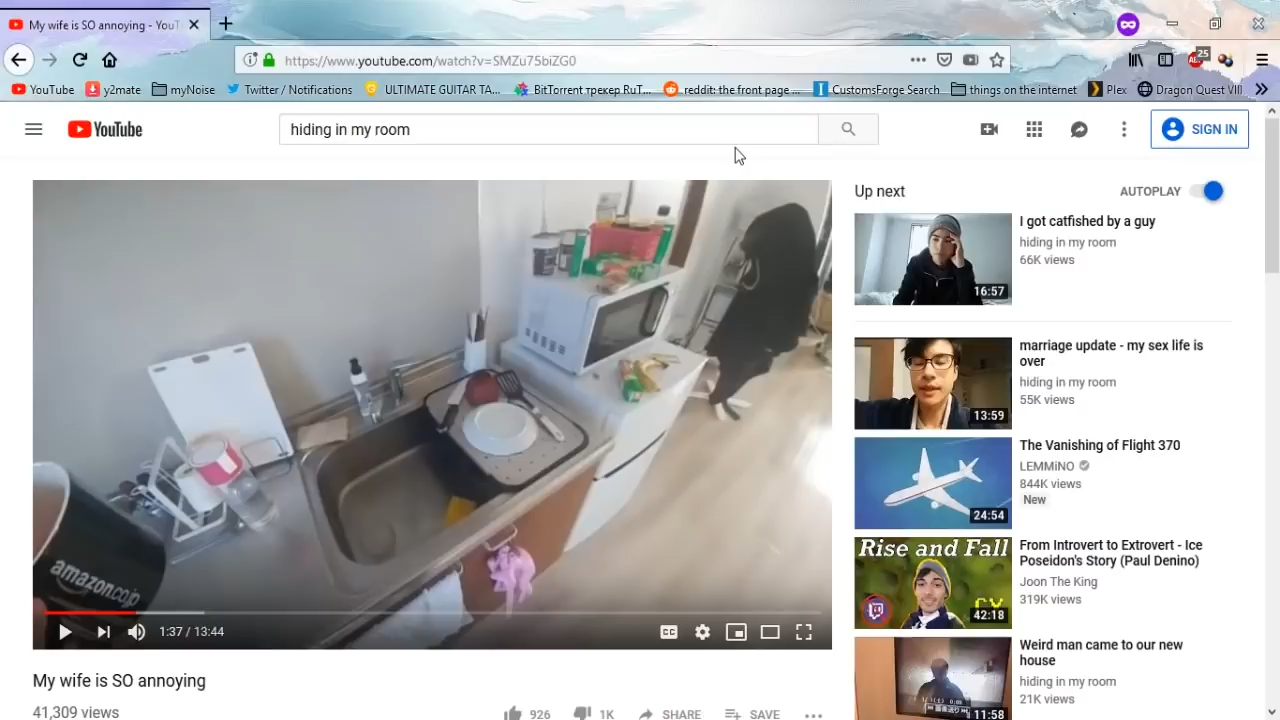 My wife is SO annoying - YouT
https://www.youtube.com/watch?v=SMZu75biZG0
25
YouTube
y2mate
myNoise
Twitter / Notifications
ULTIMATE GUITAR TA...
BitTorrent трекер RuT...
reddit: the front page ...
CustomsForge Search
things on the internet
Plex
Dragon Quest VIII
YouTube
hiding in my room
SIGN IN
Up next
AUTOPLAY
I got catfished by a guy
hiding in my room
66K views
16:57
marriage update - my sex life is
over
hiding in my room
55K views
13:59
The Vanishing of Flight 370
LEMMiNO
844K views
New
24:54
Rise and Fall
From Introvert to Extrovert - Ice
Poseidon's Story (Paul Denino)
Joon The King
319K views
42:18
Weird man came to our new
house
hiding in my room
21K views
11:58
amazon.co.jp
1:37 / 13:44
CC
My wife is SO annoying
41,309 views
926
1K
SHARE
SAVE